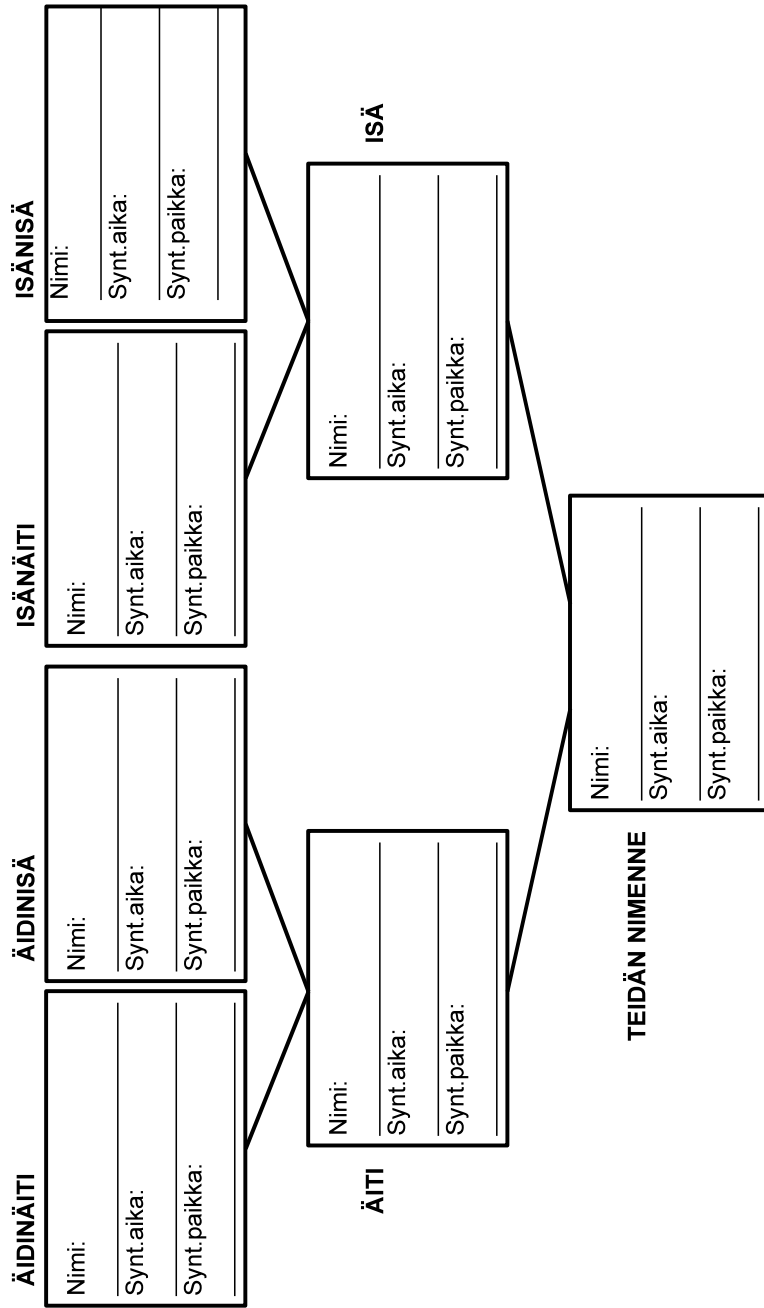 ÄIDINÄITI
Nimi:
Synt.aika:
Synt.paikka:
ÄIDINISÄ
Nimi:
Synt.aika:
Synt.paikka:
ISÄNÄITI
Nimi:
Synt.aika:
Synt.paikka:
ISÄNISÄ
Nimi:
Synt.aika:
Synt.paikka:
ÄITI
Nimi:
Synt.aika:
Synt.paikka:
ISÄ
Nimi:
Synt.aika:
Synt.paikka:
TEIDÄN NIMENNE
Nimi:
Synt.aika:
Synt.paikka: